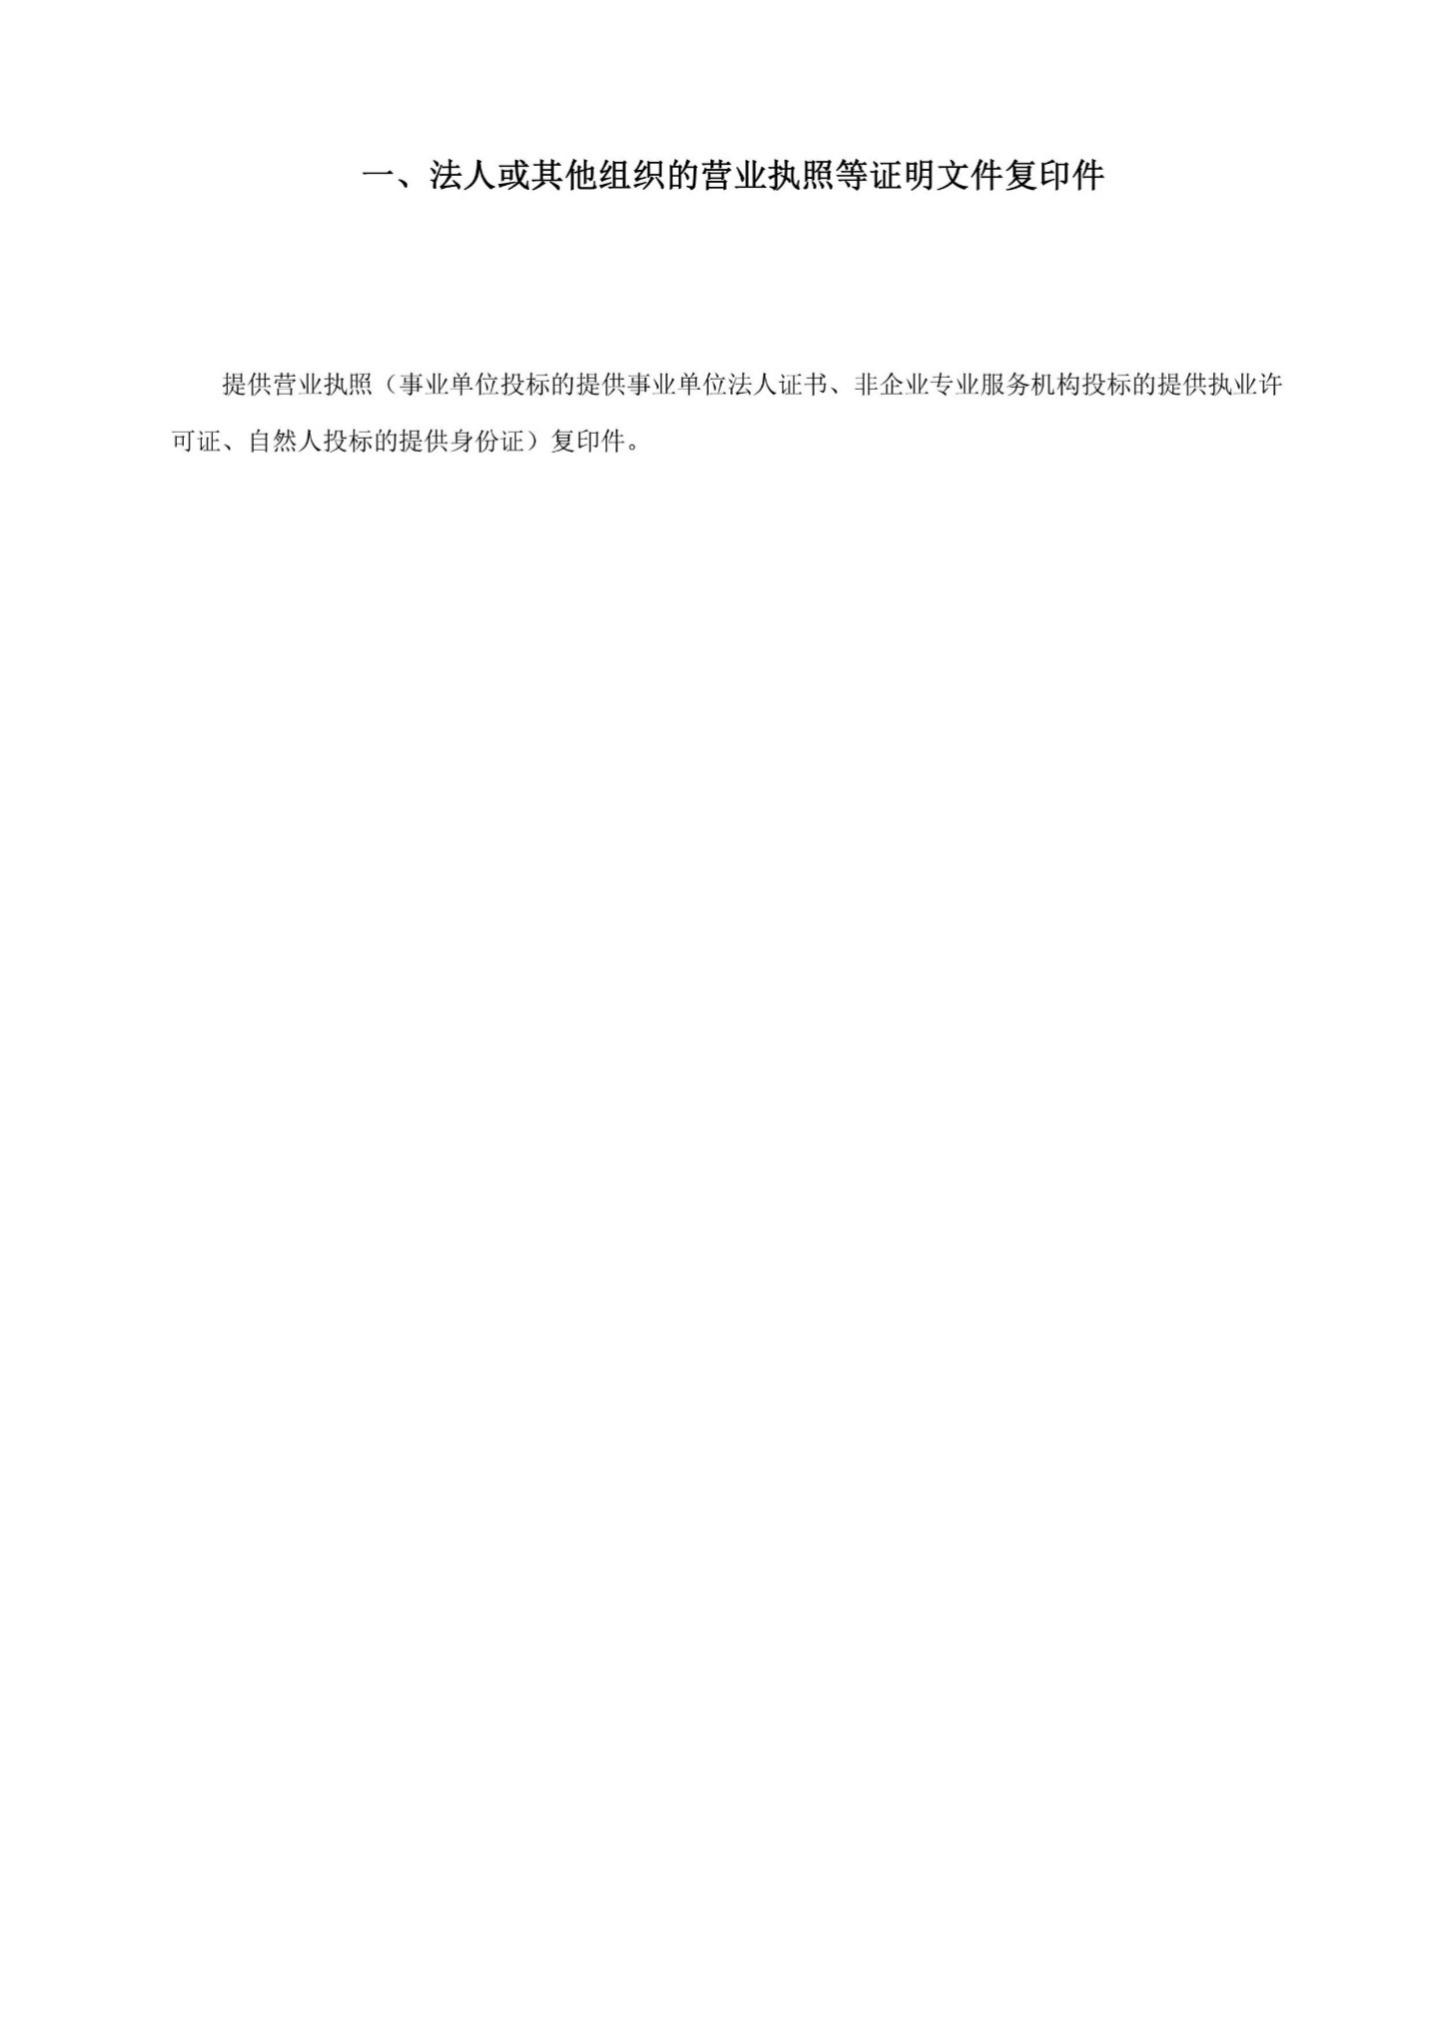 一、法人或其他组织的营业执照等证明文件复印件
提供营业执照（事业单位投标的提供事业单位法人证书、非企业专业服务机构投标的提供执业许
可证、自然人投标的提供身份证）复印件。